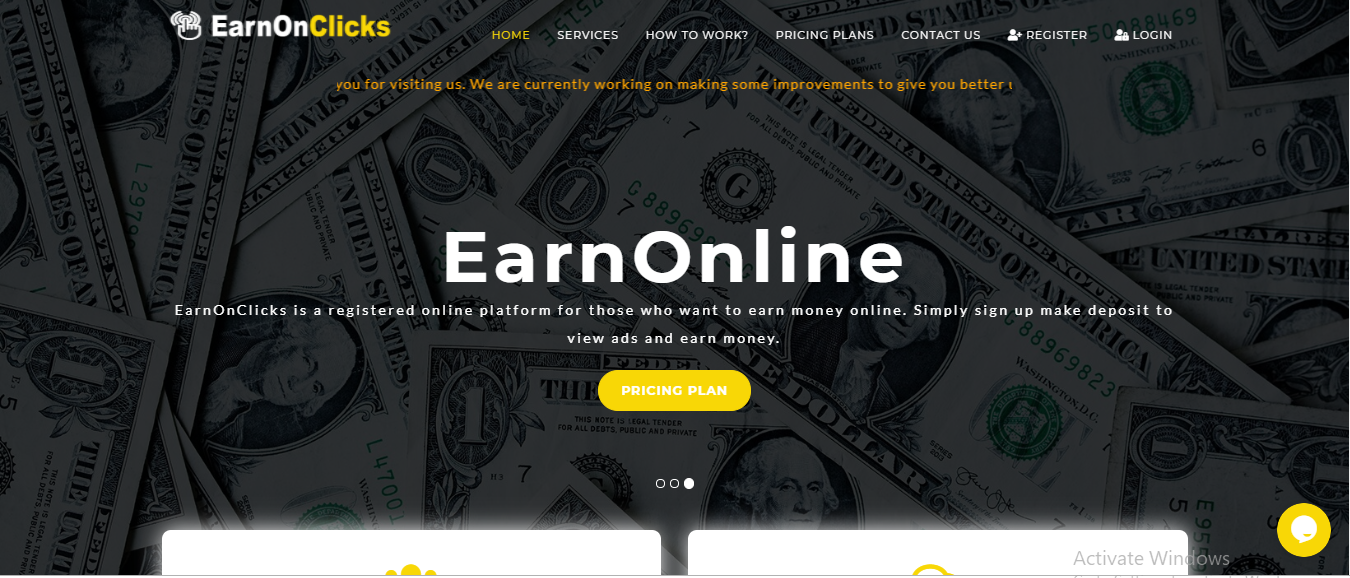 EarnOnClicks
HOME SERVICES HOW TO WORK? PRICING PLANS CONTACT US REGISTER LOGIN
you for visiting us. We are currently working on making some improvements to give you better
EarnOnline
EarnOnClicks is a registered online platform for those who want to earn money online. Simply sign up make deposit to
view ads and earn money.
PRICING PLAN
Activate Windows